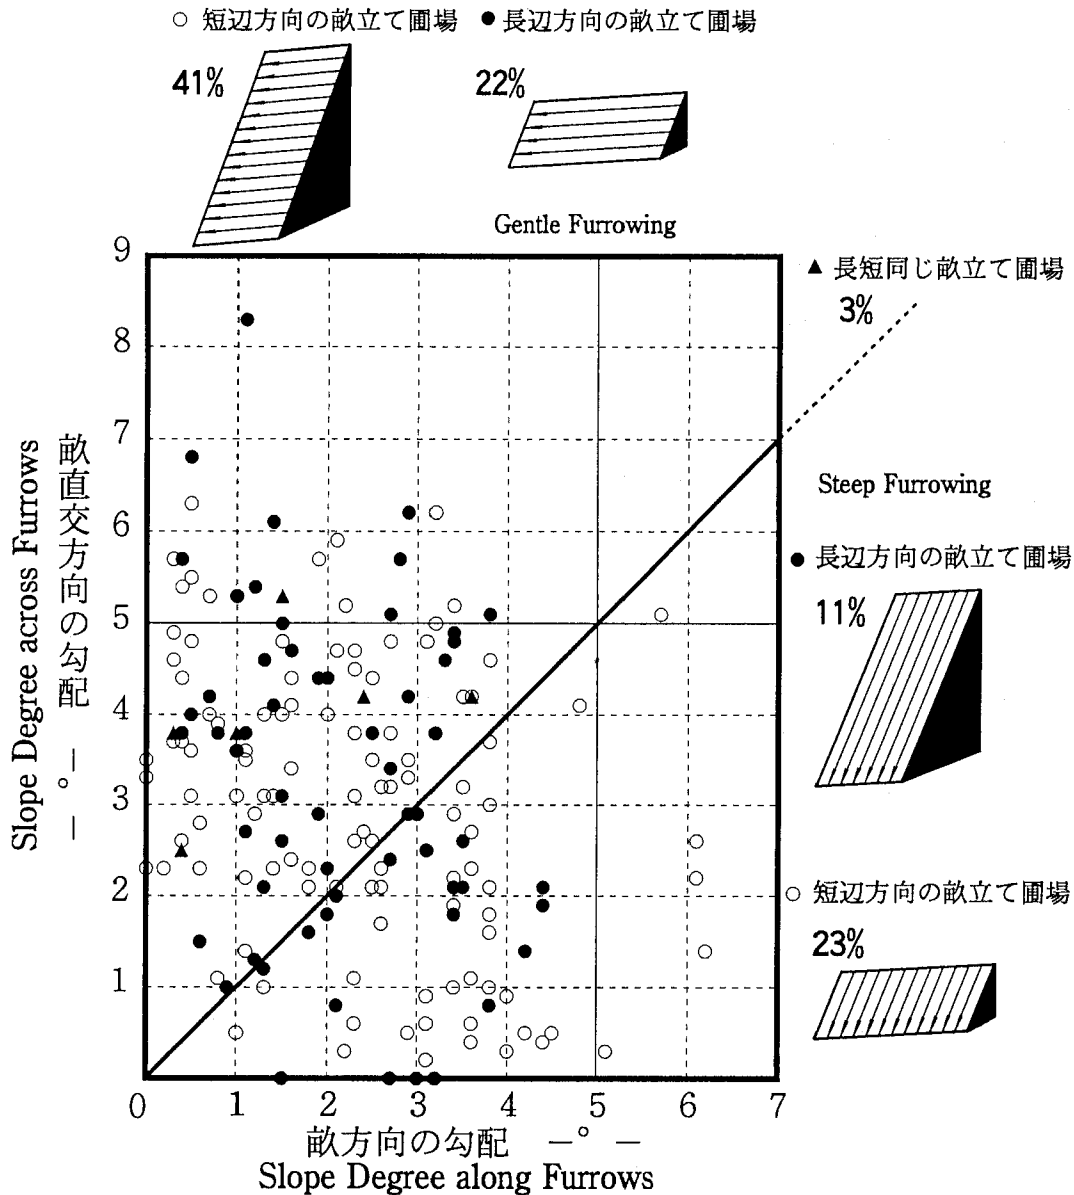 ○ 短辺方向の畝立て圃場 ● 長辺方向の畝立て圃場
41%
22%
Gentle Furrowing
▲ 長短同じ畝立て圃場
3%
Steep Furrowing
● 長辺方向の畝立て圃場
11%
○ 短辺方向の畝立て圃場
23%
Slope Degree across Furrows
畝直交方向の勾配 ー°ー
9
8
7
6
5
4
3
2
1
0 1 2 3 4 5 6 7
畝方向の勾配 ー°ー
Slope Degree along Furrows